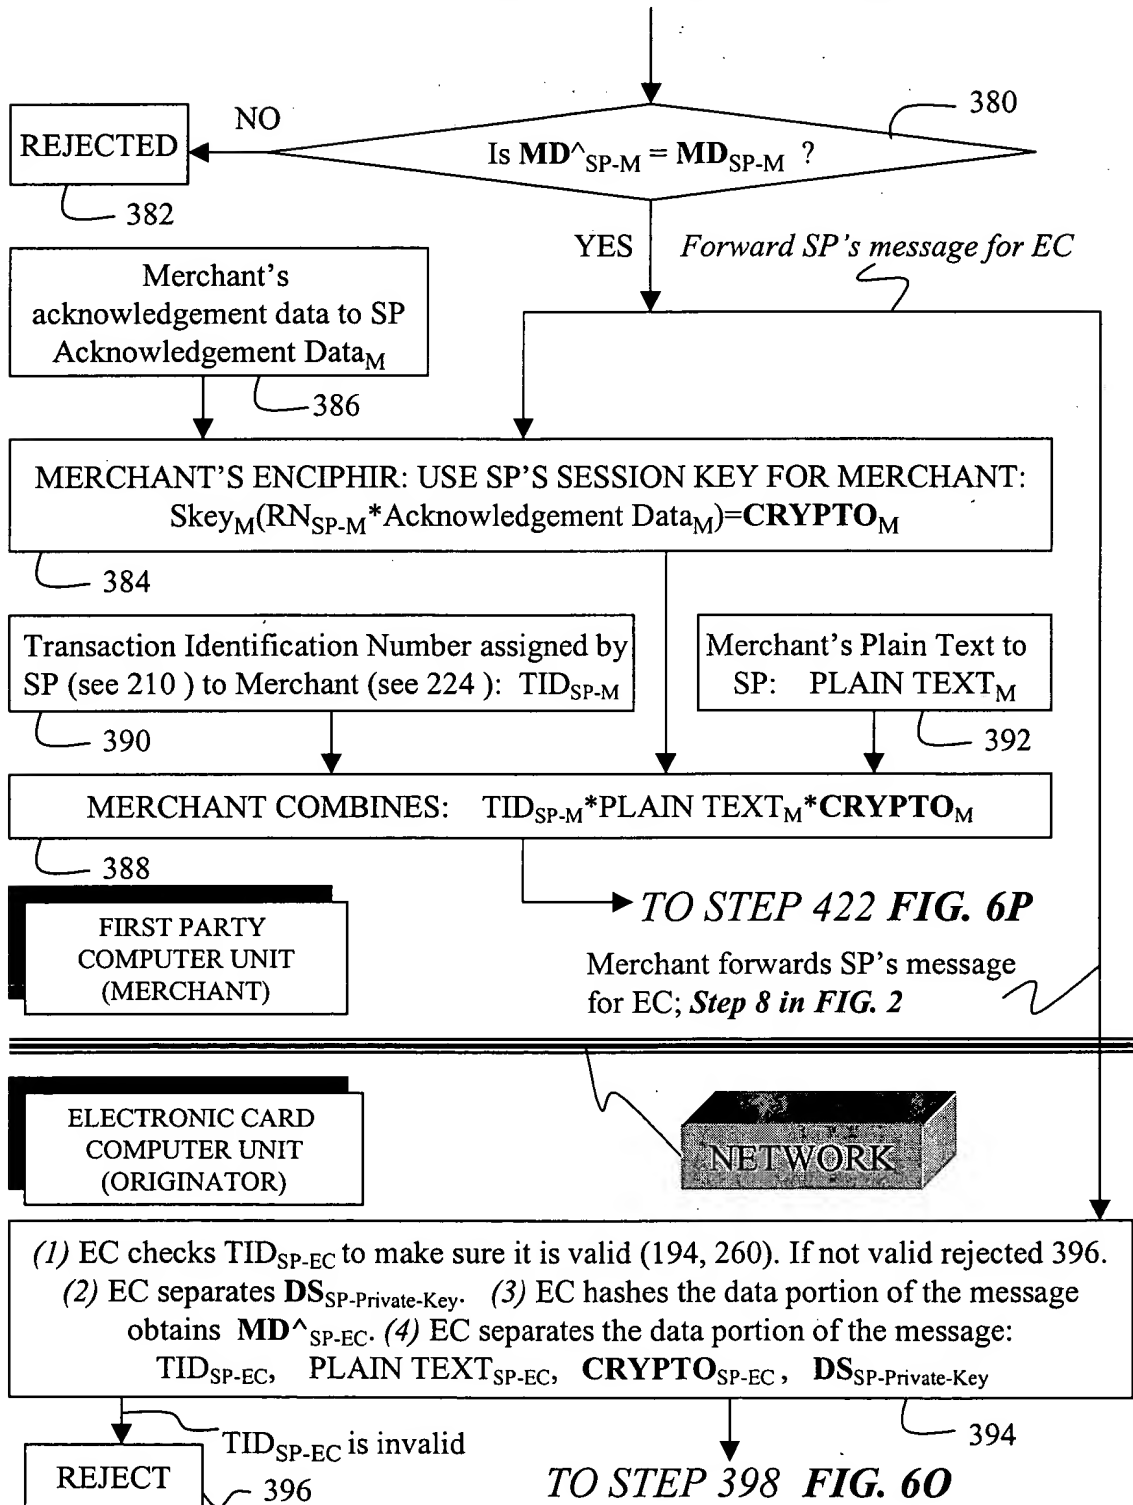 380
NO
REJECTED
Is MD^SP-M = MDSP-M ?
382
YES
Forward SP's message for EC
Merchant's
acknowledgement data to SP
Acknowledgement DataM
386
MERCHANT'S ENCIPHIR: USE SP'S SESSION KEY FOR MERCHANT:
SkeyM(RNSP-M*Acknowledgement DataM)=CRYPTOM
384
Transaction Identification Number assigned by
SP (see 210 ) to Merchant (see 224 ): TIDSP-M
Merchant's Plain Text to
SP: PLAIN TEXTM
390
392
MERCHANT COMBINES: TIDSP-M*PLAIN TEXTM*CRYPTOM
388
TO STEP 422 FIG. 6P
FIRST PARTY
COMPUTER UNIT
(MERCHANT)
Merchant forwards SP's message
for EC; Step 8 in FIG. 2
ELECTRONIC CARD
COMPUTER UNIT
(ORIGINATOR)
NETWORK
(1) EC checks TIDSP-EC to make sure it is valid (194, 260). If not valid rejected 396.
(2) EC separates DSSP-Private-Key. (3) EC hashes the data portion of the message
obtains MD^SP-EC. (4) EC separates the data portion of the message:
TIDSP-EC, PLAIN TEXTSP-EC, CRYPTOSP-EC , DSSP-Private-Key
394
TIDSP-EC is invalid
REJECT
396
TO STEP 398 FIG. 6O